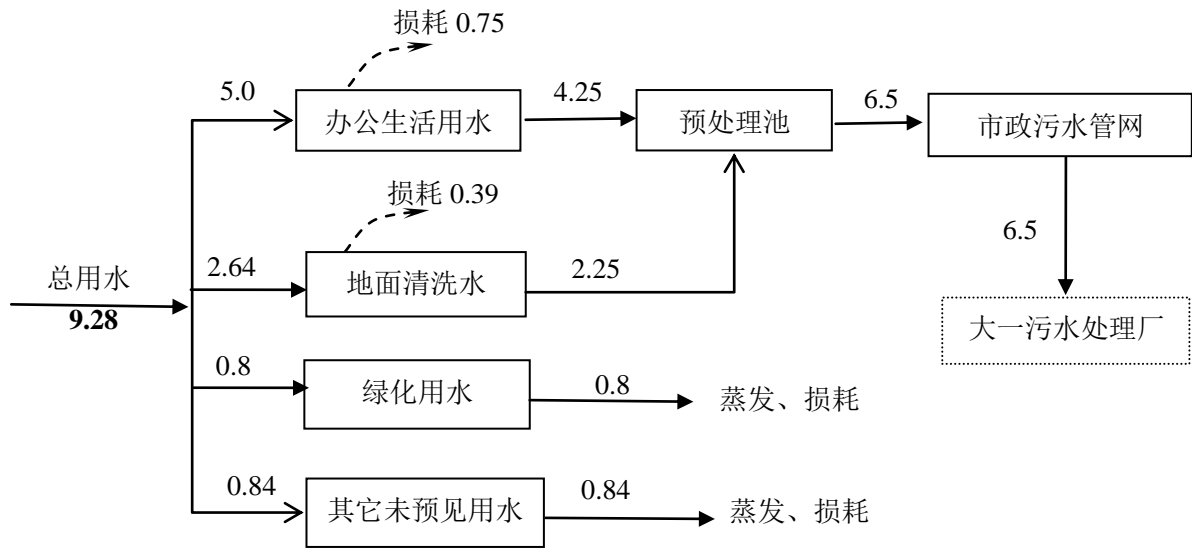 损耗 0.75
5.0
办公生活用水
4.25
预处理池
6.5
市政污水管网
损耗 0.39
6.5
总用水
9.28
2.64
地面清洗水
2.25
大一污水处理厂
0.8
绿化用水
0.8
蒸发、损耗
0.84
其它未预见用水
0.84
蒸发、损耗